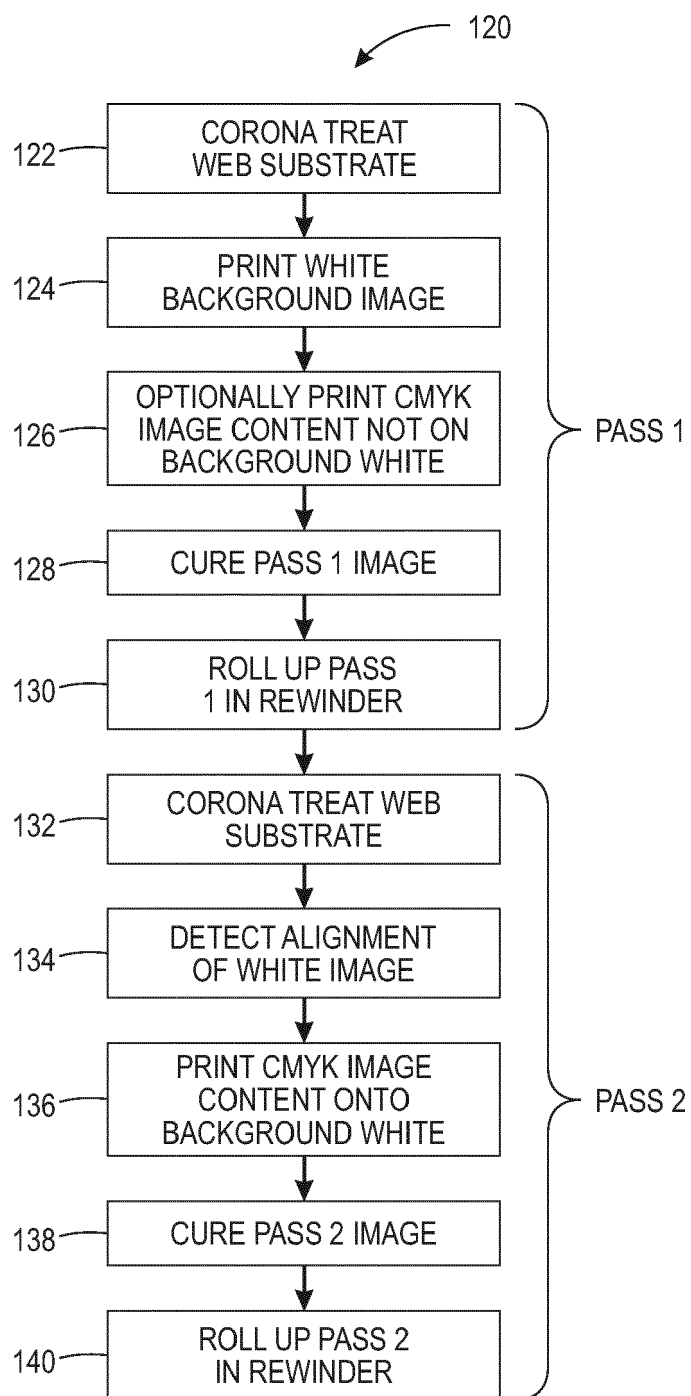 120
122
CORONA TREAT
WEB SUBSTRATE
124
PRINT WHITE
BACKGROUND IMAGE
126
OPTIONALLY PRINT CMYK
IMAGE CONTENT NOT ON
BACKGROUND WHITE
PASS 1
128
CURE PASS 1 IMAGE
130
ROLL UP PASS
1 IN REWINDER
132
CORONA TREAT WEB
SUBSTRATE
134
DETECT ALIGNMENT
OF WHITE IMAGE
136
PRINT CMYK IMAGE
CONTENT ONTO
BACKGROUND WHITE
PASS 2
138
CURE PASS 2 IMAGE
140
ROLL UP PASS 2
IN REWINDER